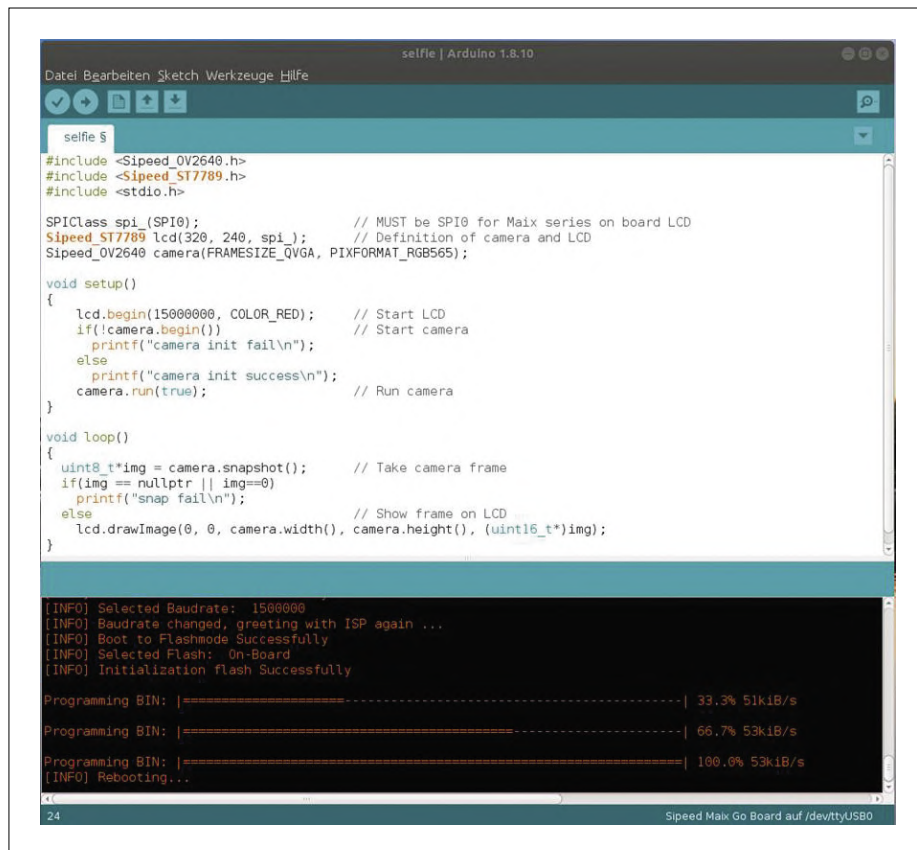 selfie | Arduino 1.8.10
Datei Bearbeiten Sketch Werkzeuge Hilfe
selfie §
#include <Sipeed_OV2640.h>
#include <Sipeed_ST7789.h>
#include <stdio.h>
SPIClass spi_(SPI0); // MUST be SPI0 for Maix series on board LCD
Sipeed_ST7789 lcd(320, 240, spi_); // Definition of camera and LCD
Sipeed_OV2640 camera(FRAMESIZE_QVGA, PIXFORMAT_RGB565);
void setup()
{
lcd.begin(15000000, COLOR_RED); // Start LCD
if(!camera.begin()) // Start camera
printf("camera init fail\n");
else
printf("camera init success\n");
camera.run(true); // Run camera
}
void loop()
{
uint8_t*img = camera.snapshot(); // Take camera frame
if(img == nullptr || img==0)
printf("snap fail\n");
else // Show frame on LCD
lcd.drawImage(0, 0, camera.width(), camera.height(), (uint16_t*)img);
}
[INFO] Selected Baudrate: 1500000
[INFO] Baudrate changed, greeting with ISP again ...
[INFO] Boot to Flashmode Successfully
[INFO] Selected Flash: On-Board
[INFO] Initialization flash Successfully
Programming BIN: |=====================------------------------------------------| 33.3% 51kiB/s
Programming BIN: |==========================================---------------------| 66.7% 53kiB/s
Programming BIN: |===============================================================| 100.0% 53kiB/s
[INFO] Rebooting...
24 Sipeed Maix Go Board auf /dev/ttyUSB0